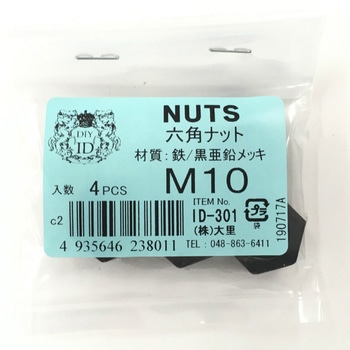 DIY
ID
NUTS
六角ナット
材質:鉄/黒亜鉛メッキ
入数 4PCS
M10
ITEM No.
ID-301
(株)大里
TEL : 048-863-6411
プラ
袋
c2
4 935646 238011
190717A